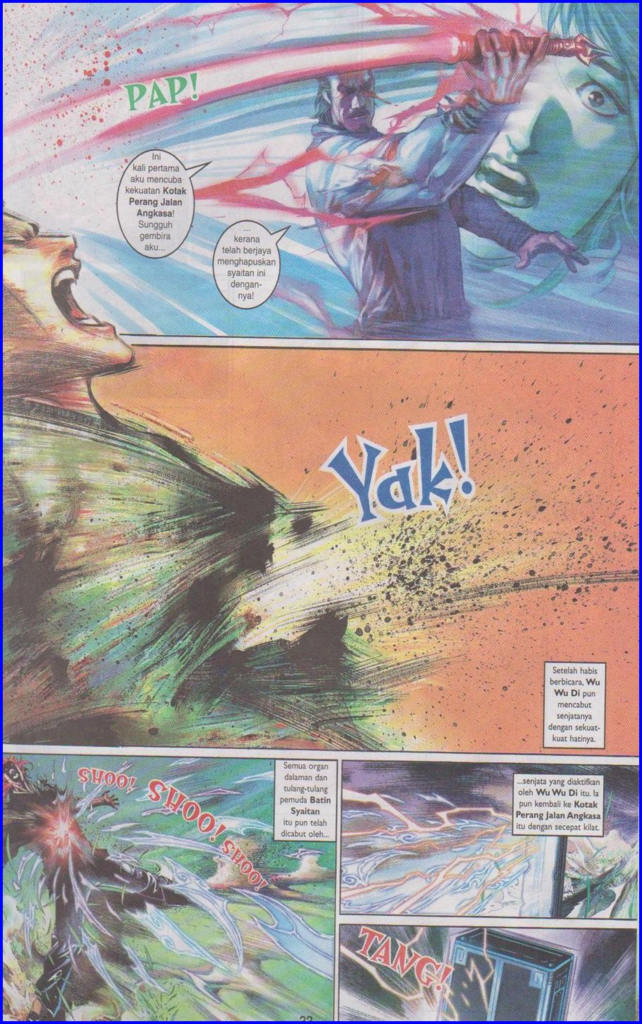 PAP!
Ini
kali pertama
aku mencuba
kekuatan Kotak
Perang Jalan
Angkasa!
Sungguh
gembira
aku...
...
kerana
telah berjaya
menghapuskan
syaitan ini
dengan-
nya!
Yak!
Setelah habis
berbicara, Wu
Wu Di pun
mencabut
senjatanya
dengan sekuat-
kuat hatinya.
SHOO!
SHOO!
SHOO!
Semua organ
dalaman dan
tulang-tulang
pemuda Batin
Syaitan
itu pun telah
dicabut oleh...
...senjata yang diaktifkan
oleh Wu Wu Di itu. Ia
pun kembali ke Kotak
Perang Jalan Angkasa
itu dengan secepat kilat.
TANG!